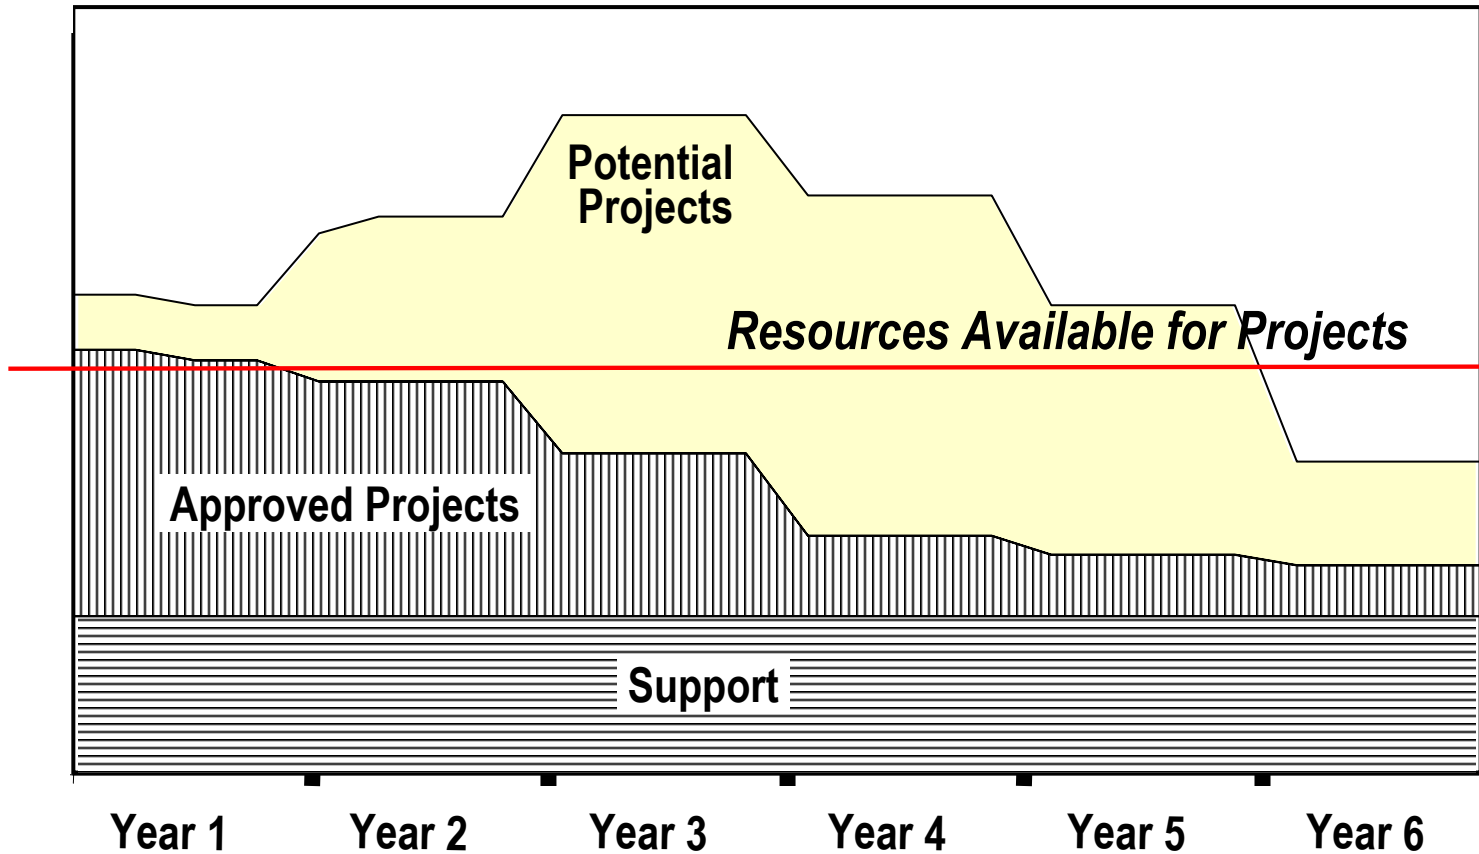 Potential
Projects
Resources Available for Projects
Approved Projects
Support
Year 1 Year 2 Year 3 Year 4 Year 5 Year 6